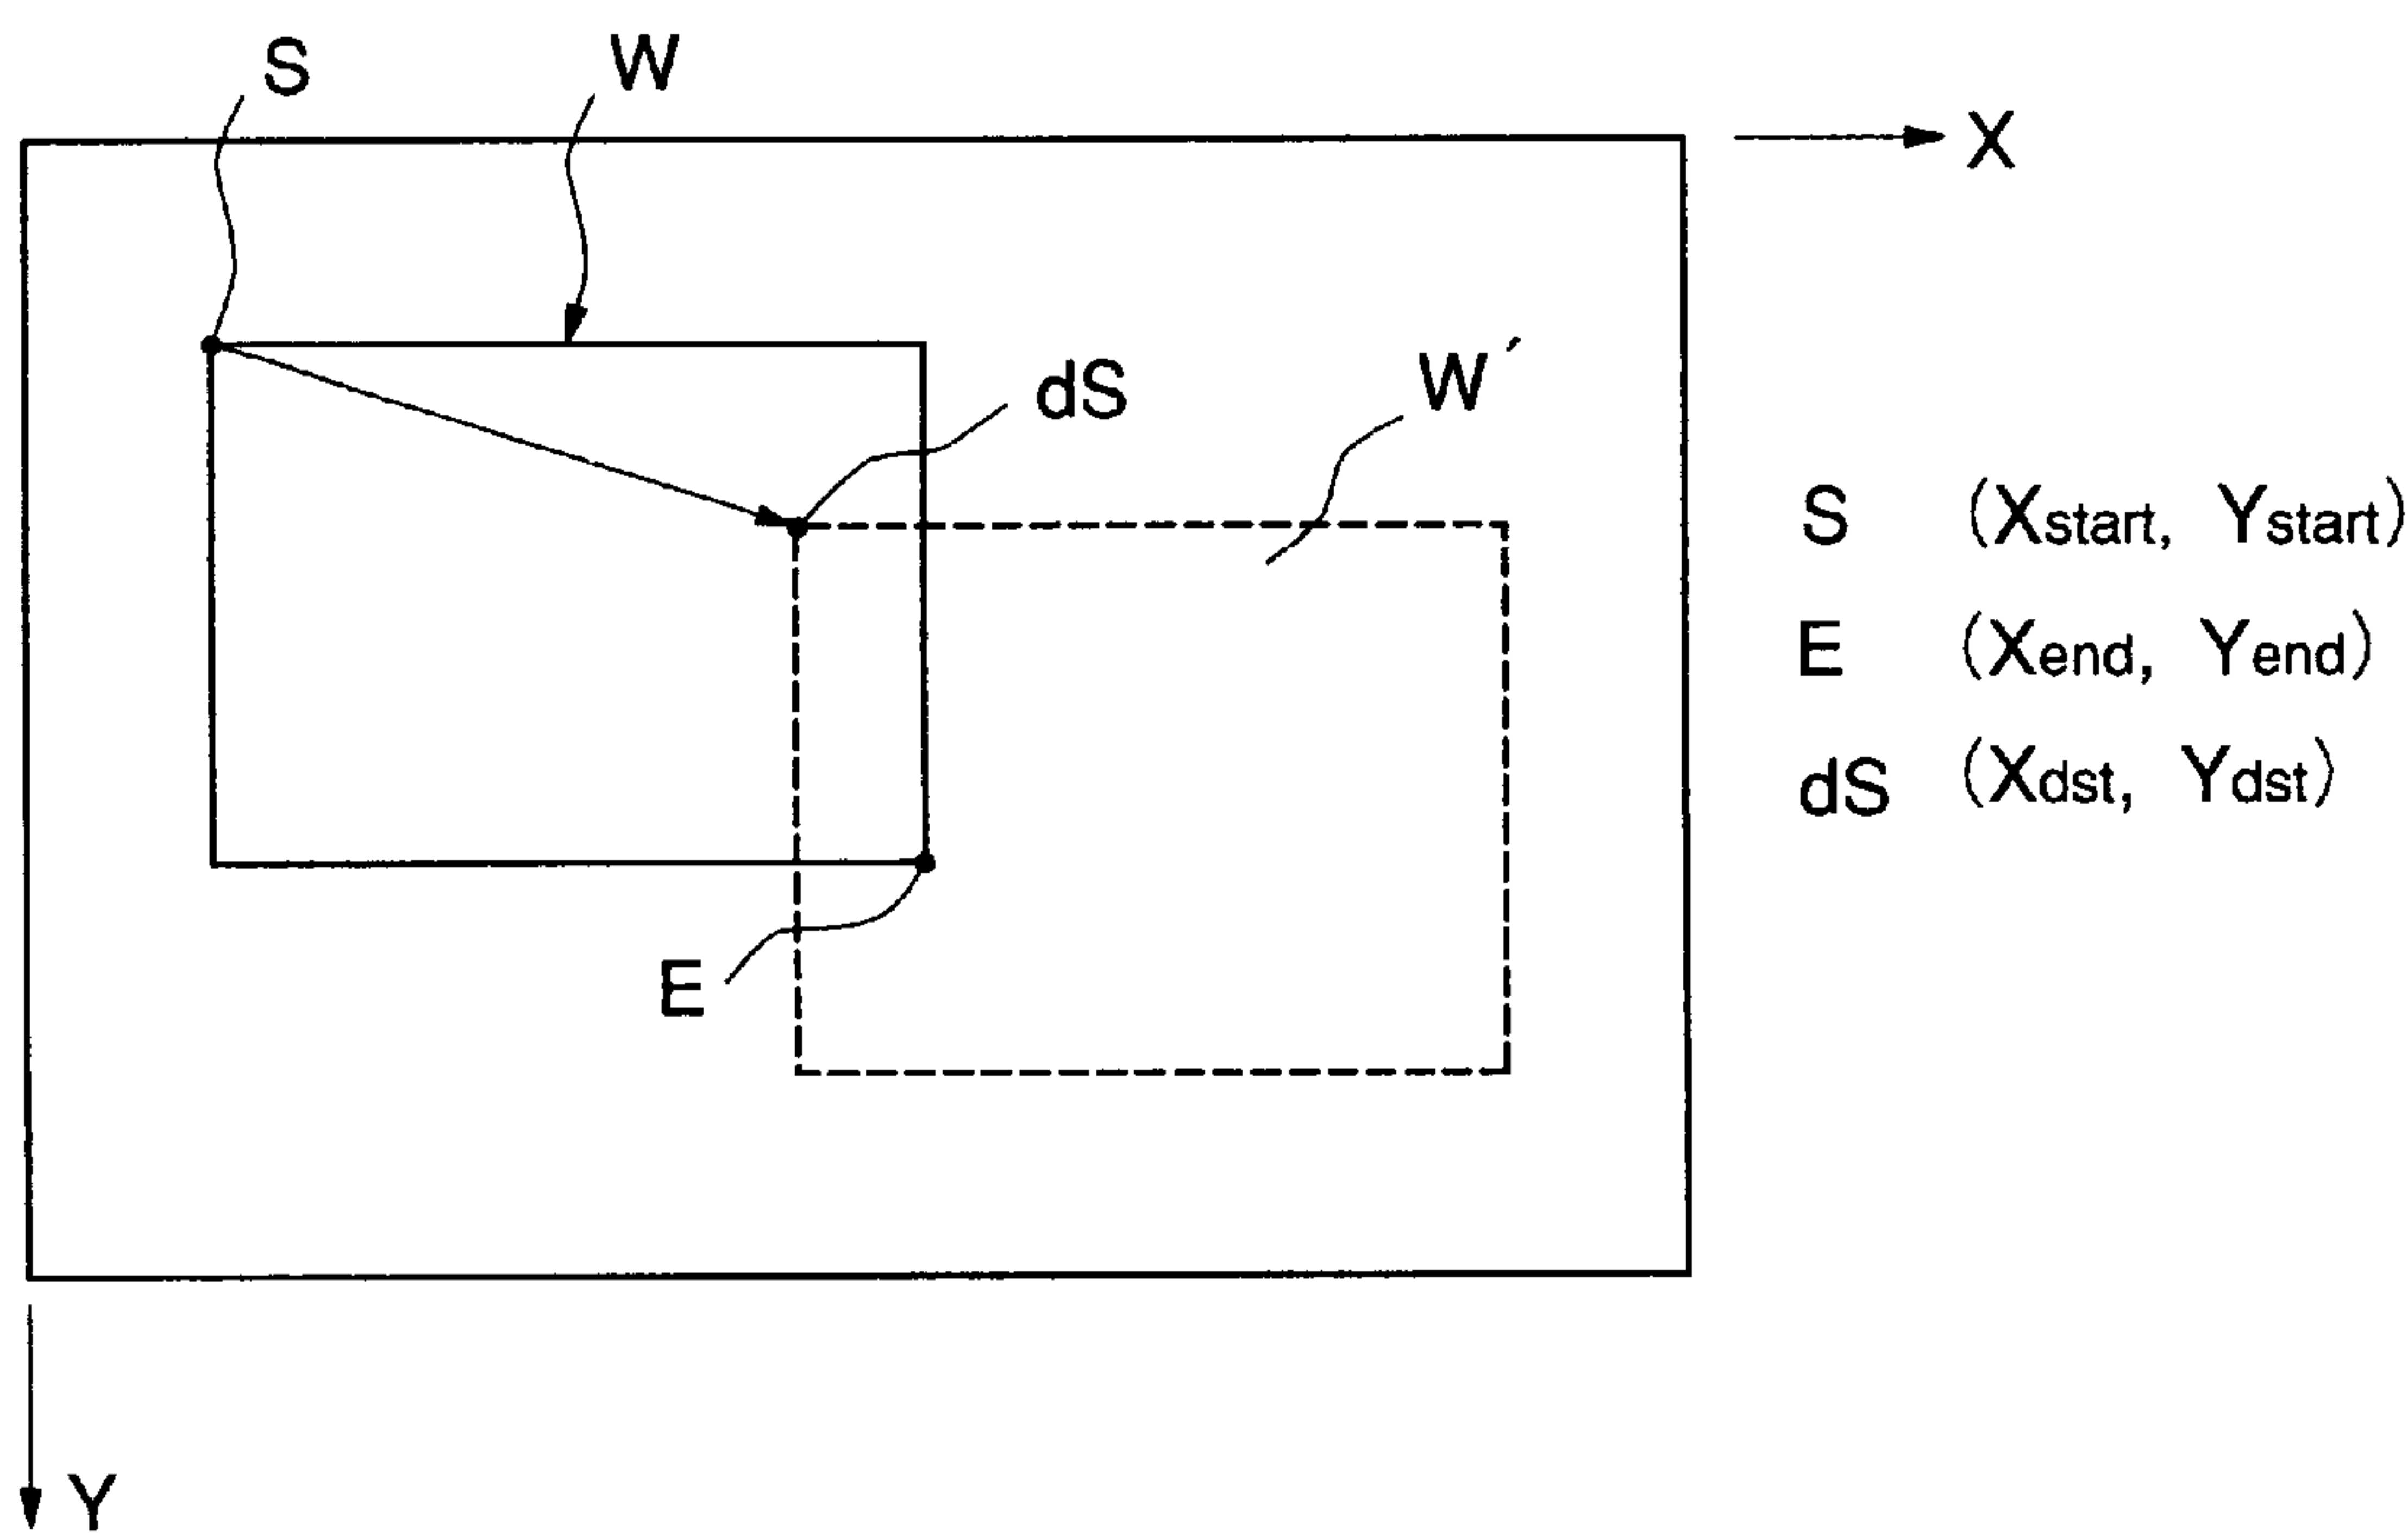 S
W
X
dS
W´
S (Xstart, Ystart)
E (Xend, Yend)
dS (Xdst, Ydst)
E
Y